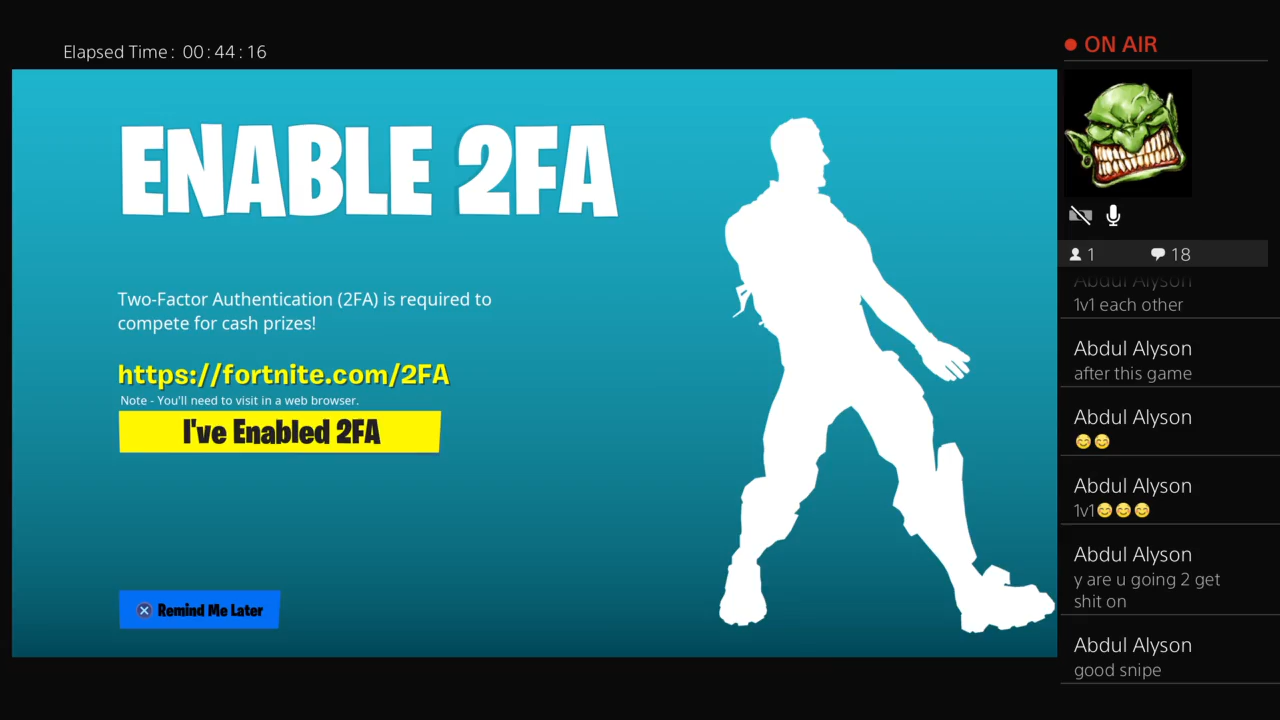 Elapsed Time: 00:44:16
ON AIR
ENABLE 2FA
Two-Factor Authentication (2FA) is required to
compete for cash prizes!
https://fortnite.com/2FA
Note - You'll need to visit in a web browser.
I've Enabled 2FA
Remind Me Later
1
18
Abdul Alyson
1v1 each other
Abdul Alyson
after this game
Abdul Alyson
😊😊
Abdul Alyson
1v1😊😊😊
Abdul Alyson
y are u going 2 get
shit on
Abdul Alyson
good snipe